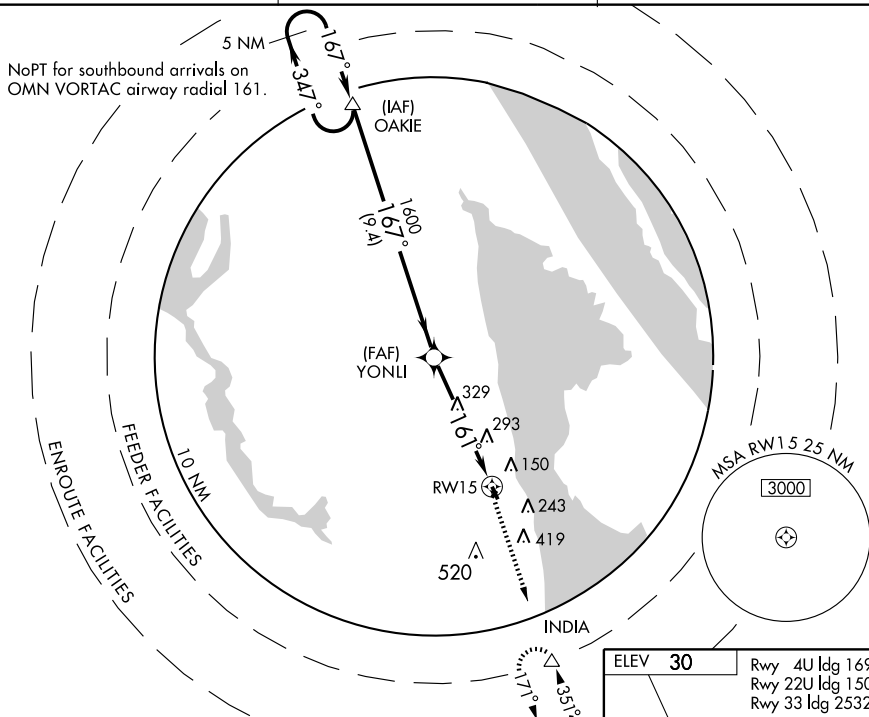 5 NM
NoPT for southbound arrivals on
OMN VORTAC airway radial 161.
167°
347°
(IAF)
OAKIE
1600
167°
(9.4)
(FAF)
YONLI
329
161°
293
150
RW15
243
419
520
10 NM
FEEDER FACILITIES
ENROUTE FACILITIES
MSA RW15 25 NM
3000
INDIA
171°
351°
ELEV 30
Rwy 4U ldg 169
Rwy 22U ldg 150
Rwy 33 ldg 2532